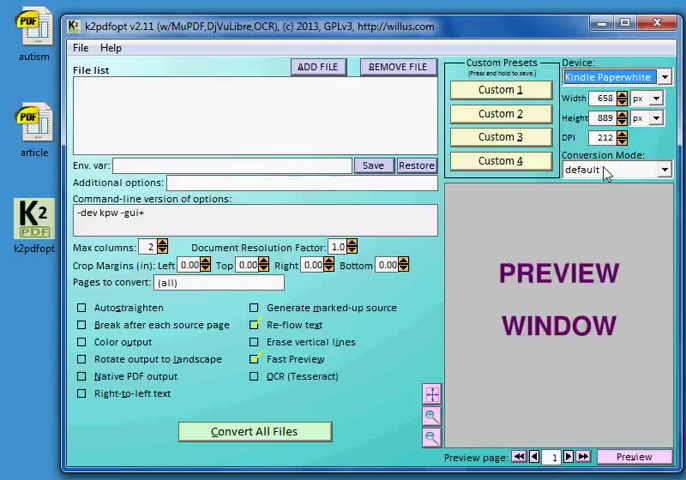 PDF
autism
PDF
article
K2
PDF
k2pdfopt
K2 k2pdfopt v2.11 (w/MuPDF,DjVuLibre,OCR), (c) 2013, GPLv3, http://willus.com
File Help
File list
ADD FILE
REMOVE FILE
Env. var:
Save
Restore
Additional options:
Command-line version of options:
-dev kpw -gui+
Max columns: 2 Document Resolution Factor: 1.0
Crop Margins (in): Left 0.00 Top 0.00 Right 0.00 Bottom 0.00
Pages to convert: (all)
Autostraighten
Break after each source page
Color output
Rotate output to landscape
Native PDF output
Right-to-left text
Generate marked-up source
Re-flow text
Erase vertical lines
Fast Preview
OCR (Tesseract)
Convert All Files
Custom Presets
(Press and hold to save.)
Custom 1
Custom 2
Custom 3
Custom 4
Device:
Kindle Paperwhite
Width 658 px
Height 889 px
DPI 212
Conversion Mode:
default
PREVIEW
WINDOW
Preview page: 1 Preview